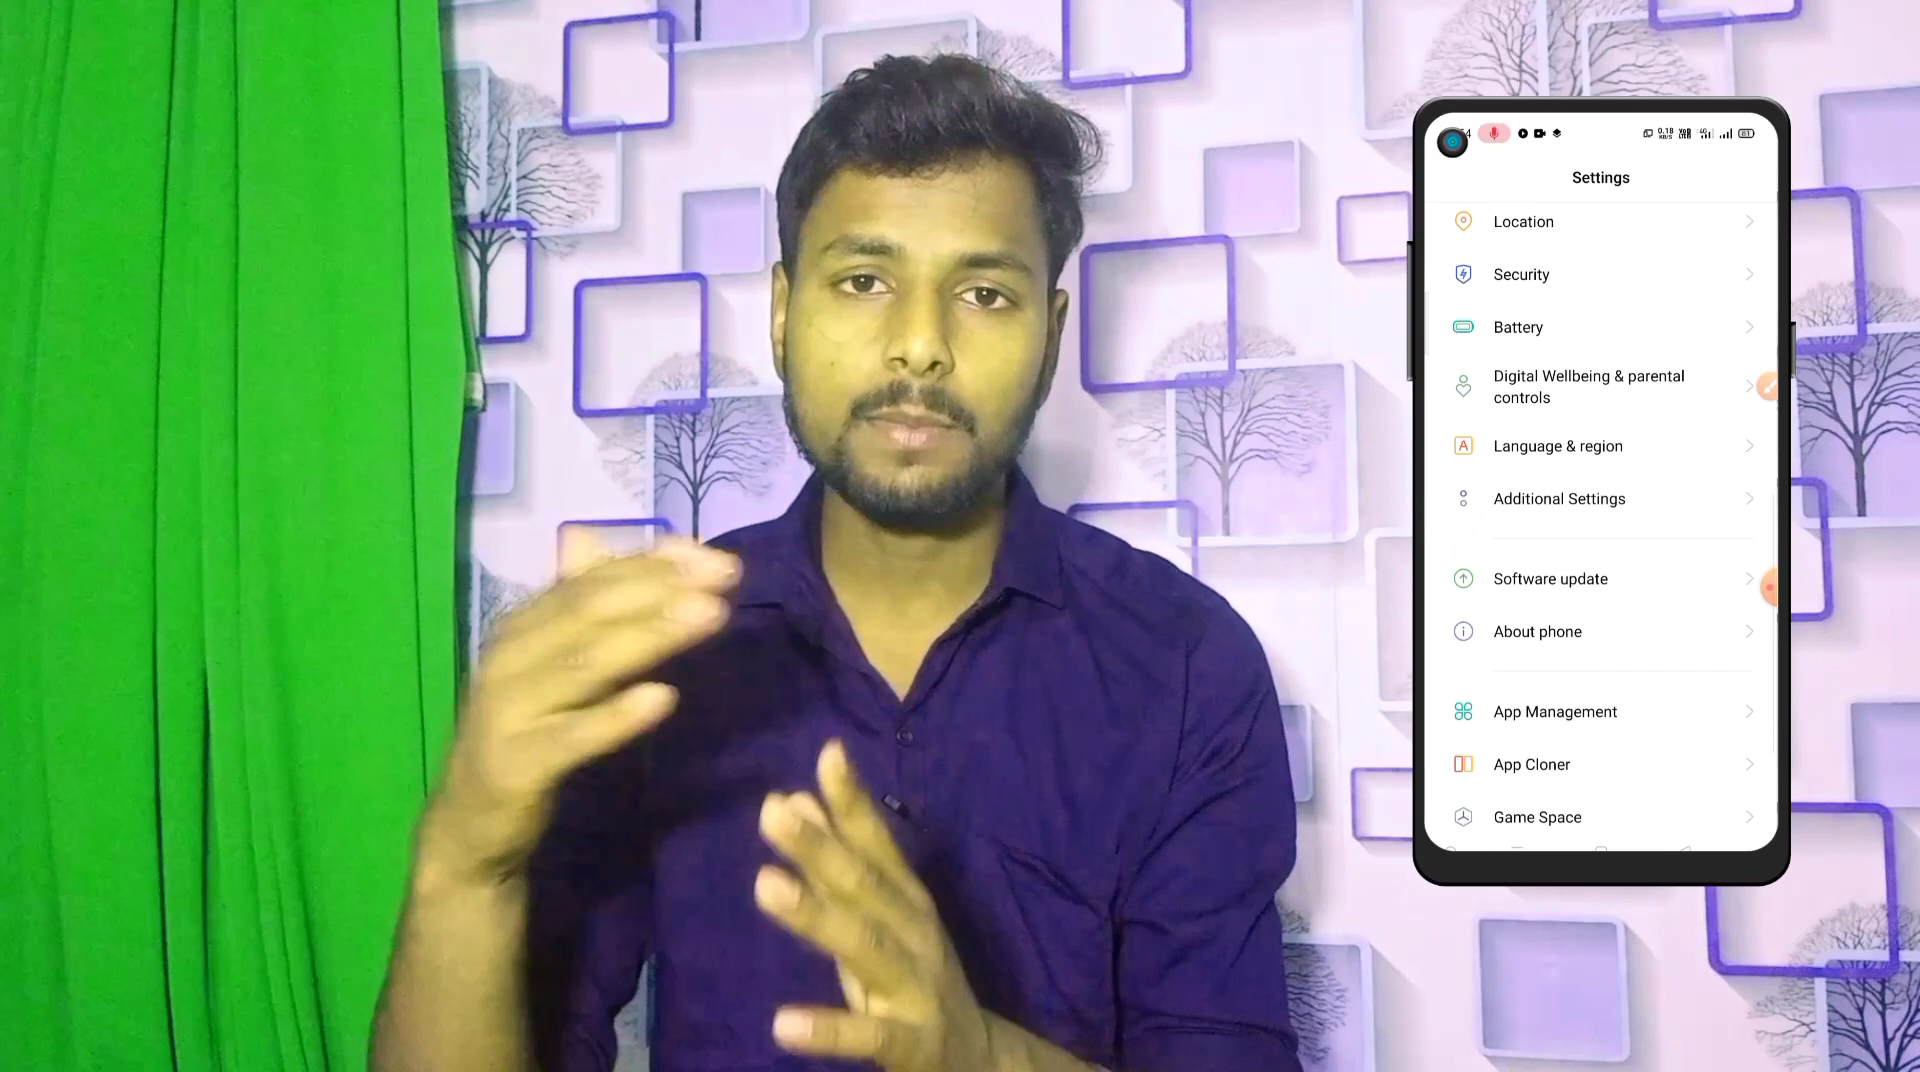 Settings
Location
Security
Battery
Digital Wellbeing & parental
controls
Language & region
Additional Settings
Software update
About phone
App Management
App Cloner
Game Space